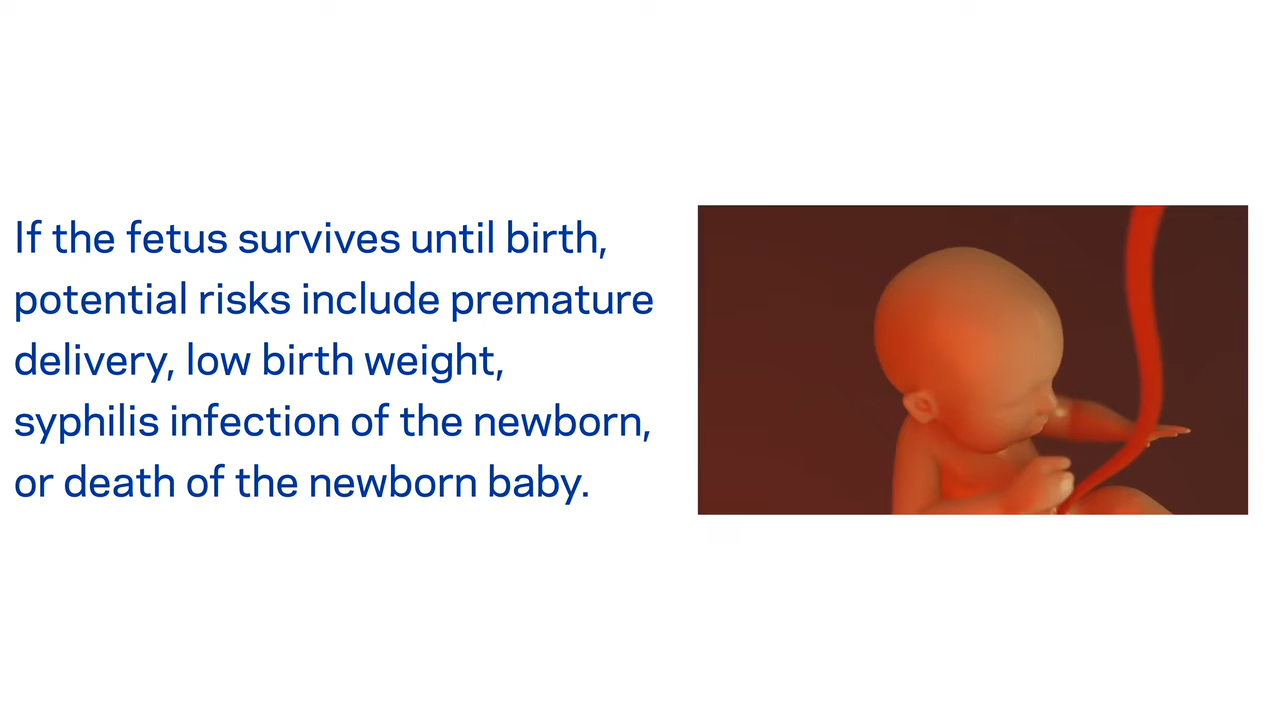 If the fetus survives until birth,
potential risks include premature
delivery, low birth weight,
syphilis infection of the newborn,
or death of the newborn baby.